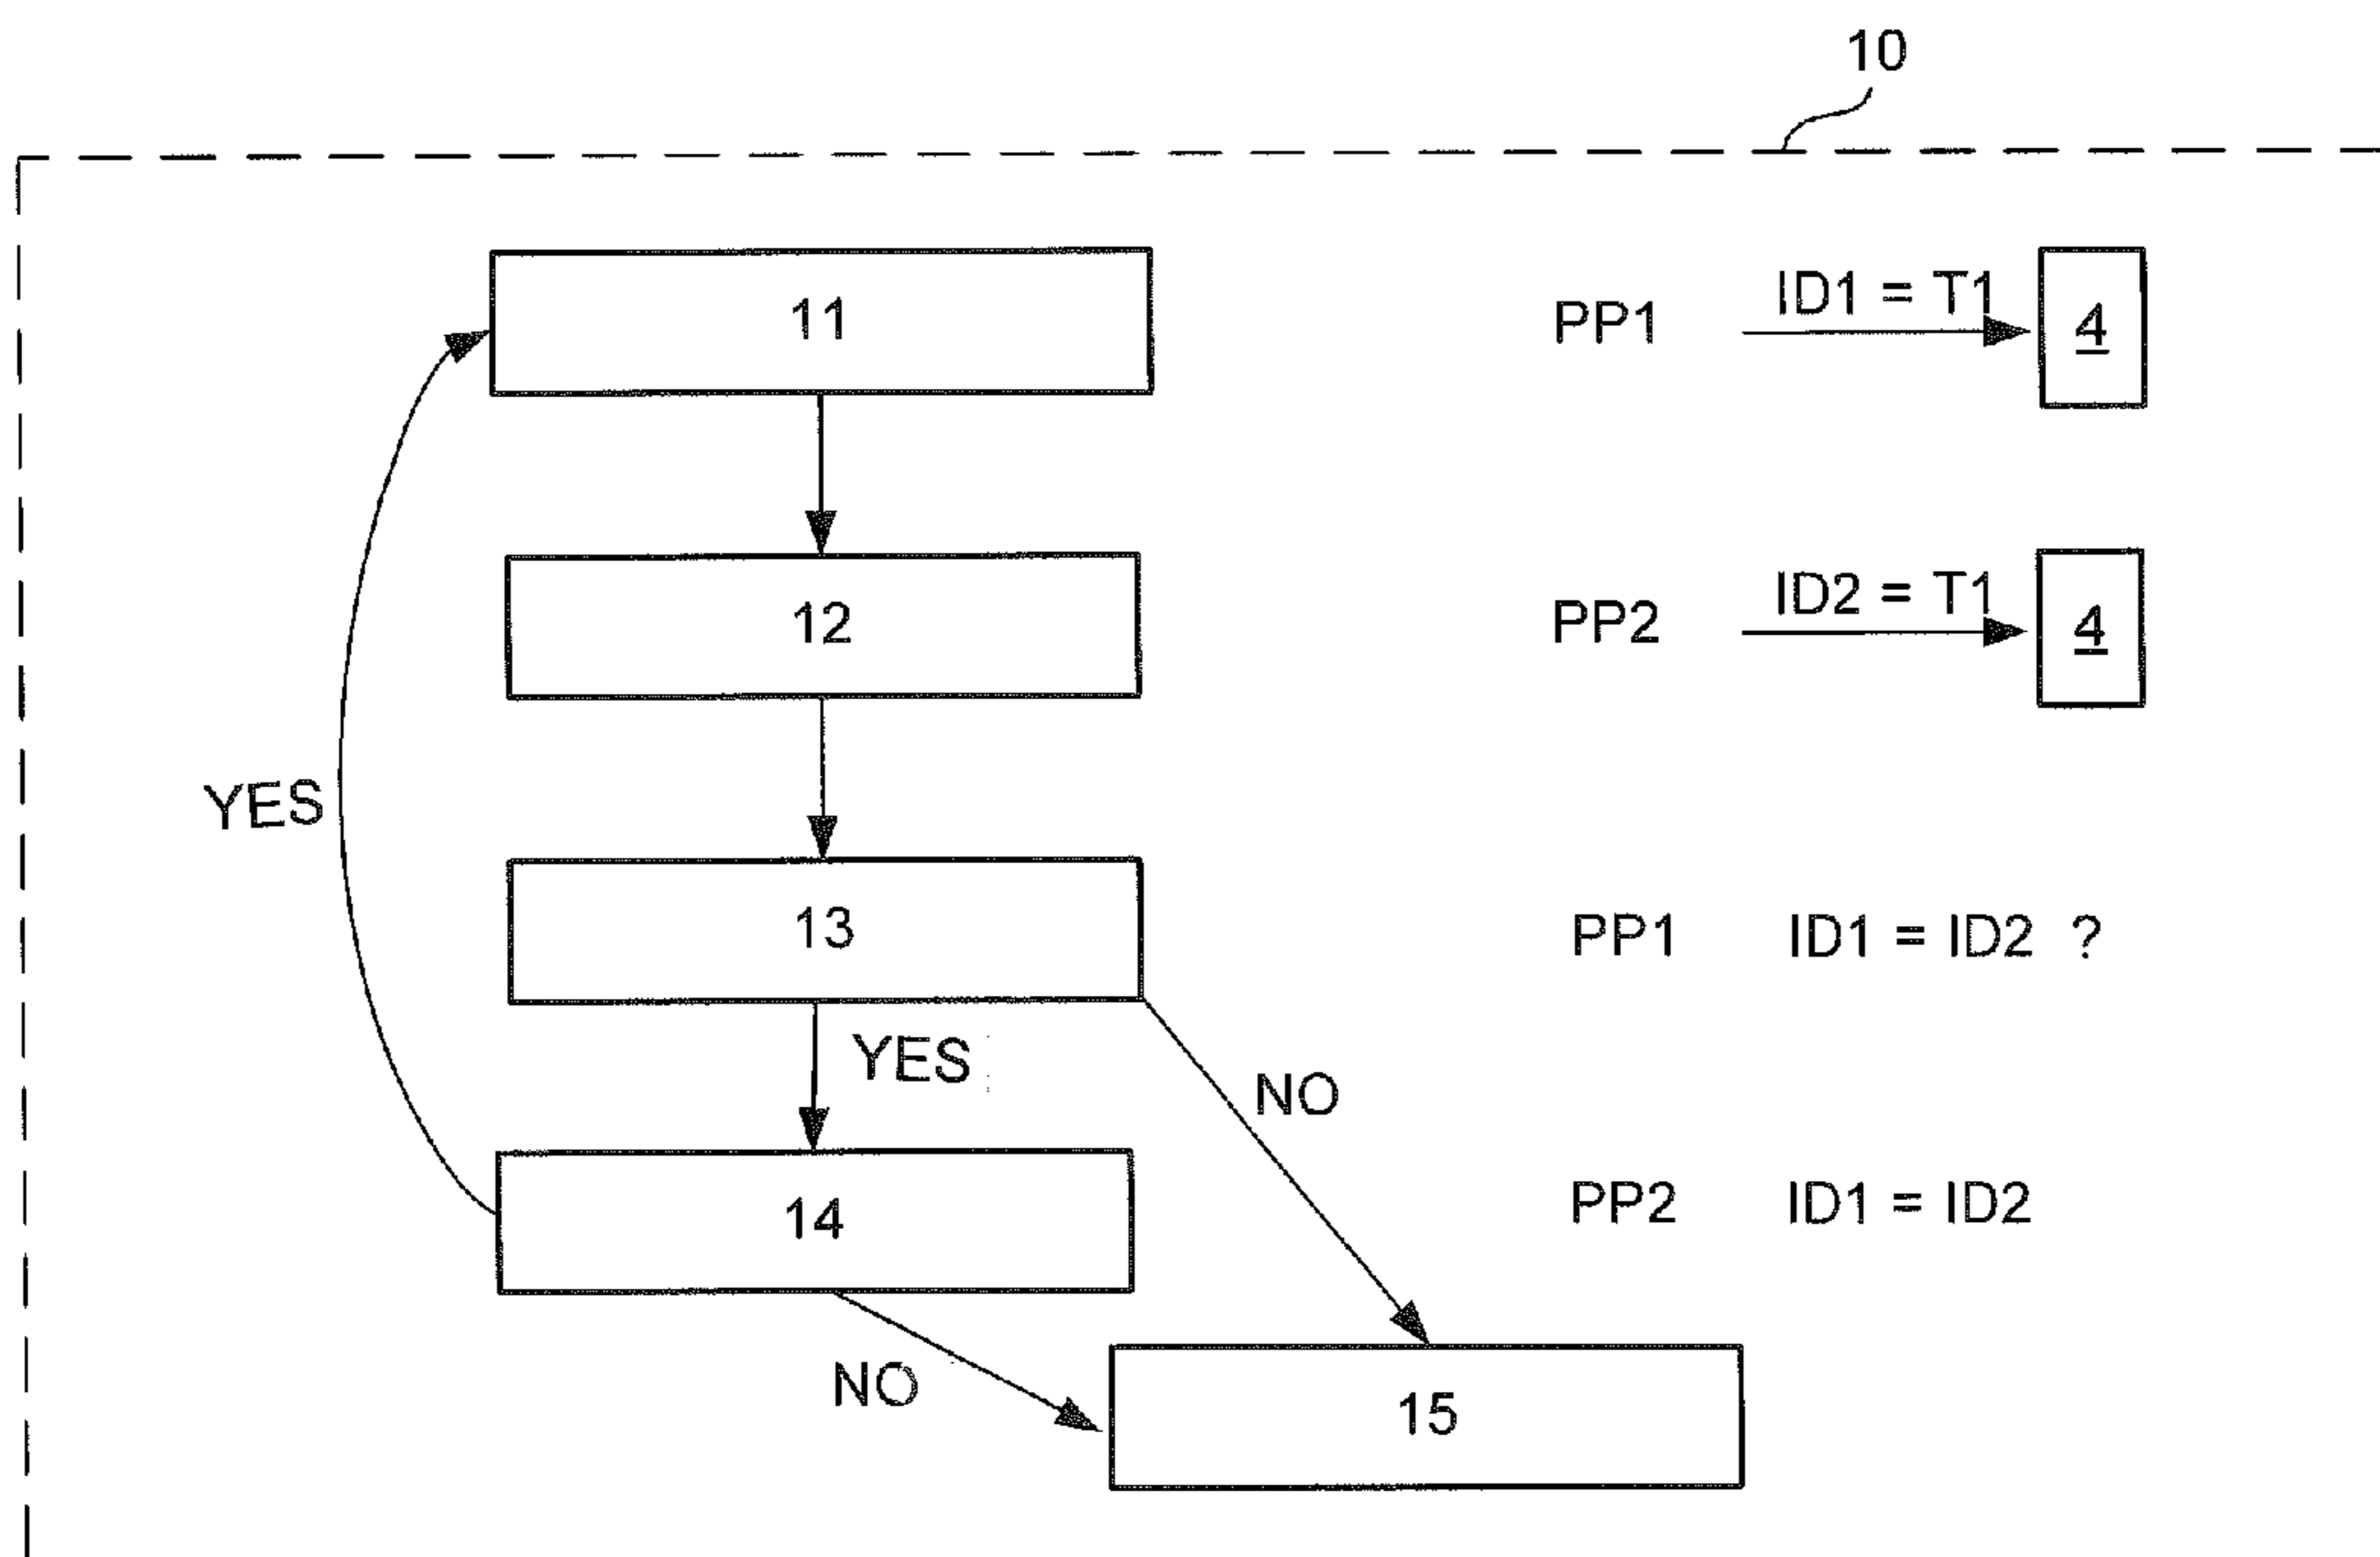 10
11
PP1 ID1 = T1 4
12
PP2 ID2 = T1 4
YES
13
PP1 ID1 = ID2 ?
YES
NO
14
PP2 ID1 = ID2
NO
15